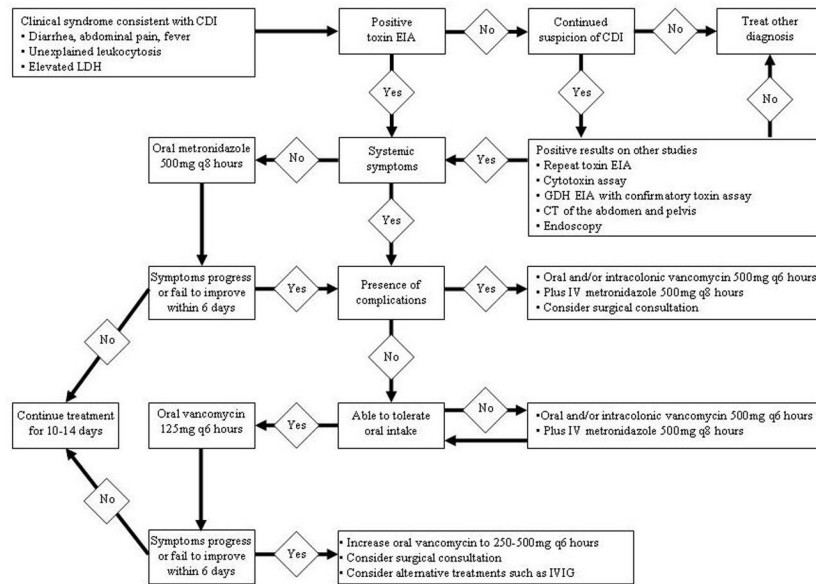 Clinical syndrome consistent with CDI
▪ Diarrhea, abdominal pain, fever
▪ Unexplained leukocytosis
▪ Elevated LDH
Positive
toxin EIA
No
Continued
suspicion of CDI
No
Treat other
diagnosis
Yes
Yes
No
Oral metronidazole
500mg q8 hours
No
Systemic
symptoms
Yes
Positive results on other studies
▪ Repeat toxin EIA
▪ Cytotoxin assay
▪ GDH EIA with confirmatory toxin assay
▪ CT of the abdomen and pelvis
▪ Endoscopy
Yes
Symptoms progress
or fail to improve
within 6 days
Yes
Presence of
complications
Yes
▪ Oral and/or intracolonic vancomycin 500mg q6 hours
▪ Plus IV metronidazole 500mg q8 hours
▪ Consider surgical consultation
No
No
Continue treatment
for 10-14 days
Oral vancomycin
125mg q6 hours
Yes
Able to tolerate
oral intake
No
▪Oral and/or intracolonic vancomycin 500mg q6 hours
▪ Plus IV metronidazole 500mg q8 hours
No
Symptoms progress
or fail to improve
within 6 days
Yes
▪ Increase oral vancomycin to 250-500mg q6 hours
▪ Consider surgical consultation
▪ Consider alternative treatments such as IVIG